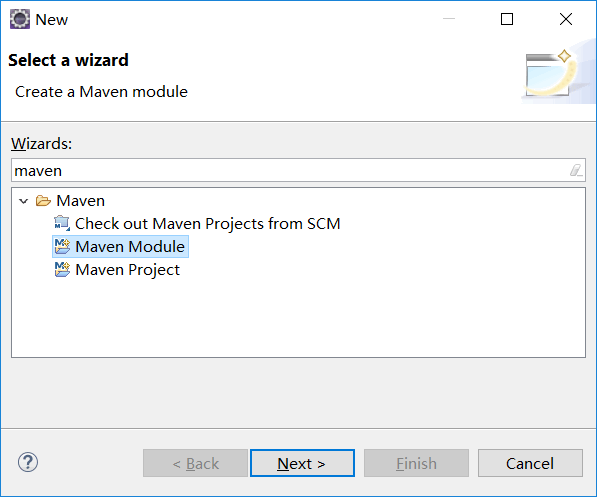 New
Select a wizard
Create a Maven module
Wizards:
maven
Maven
Check out Maven Projects from SCM
Maven Module
Maven Project
< Back Next > Finish Cancel